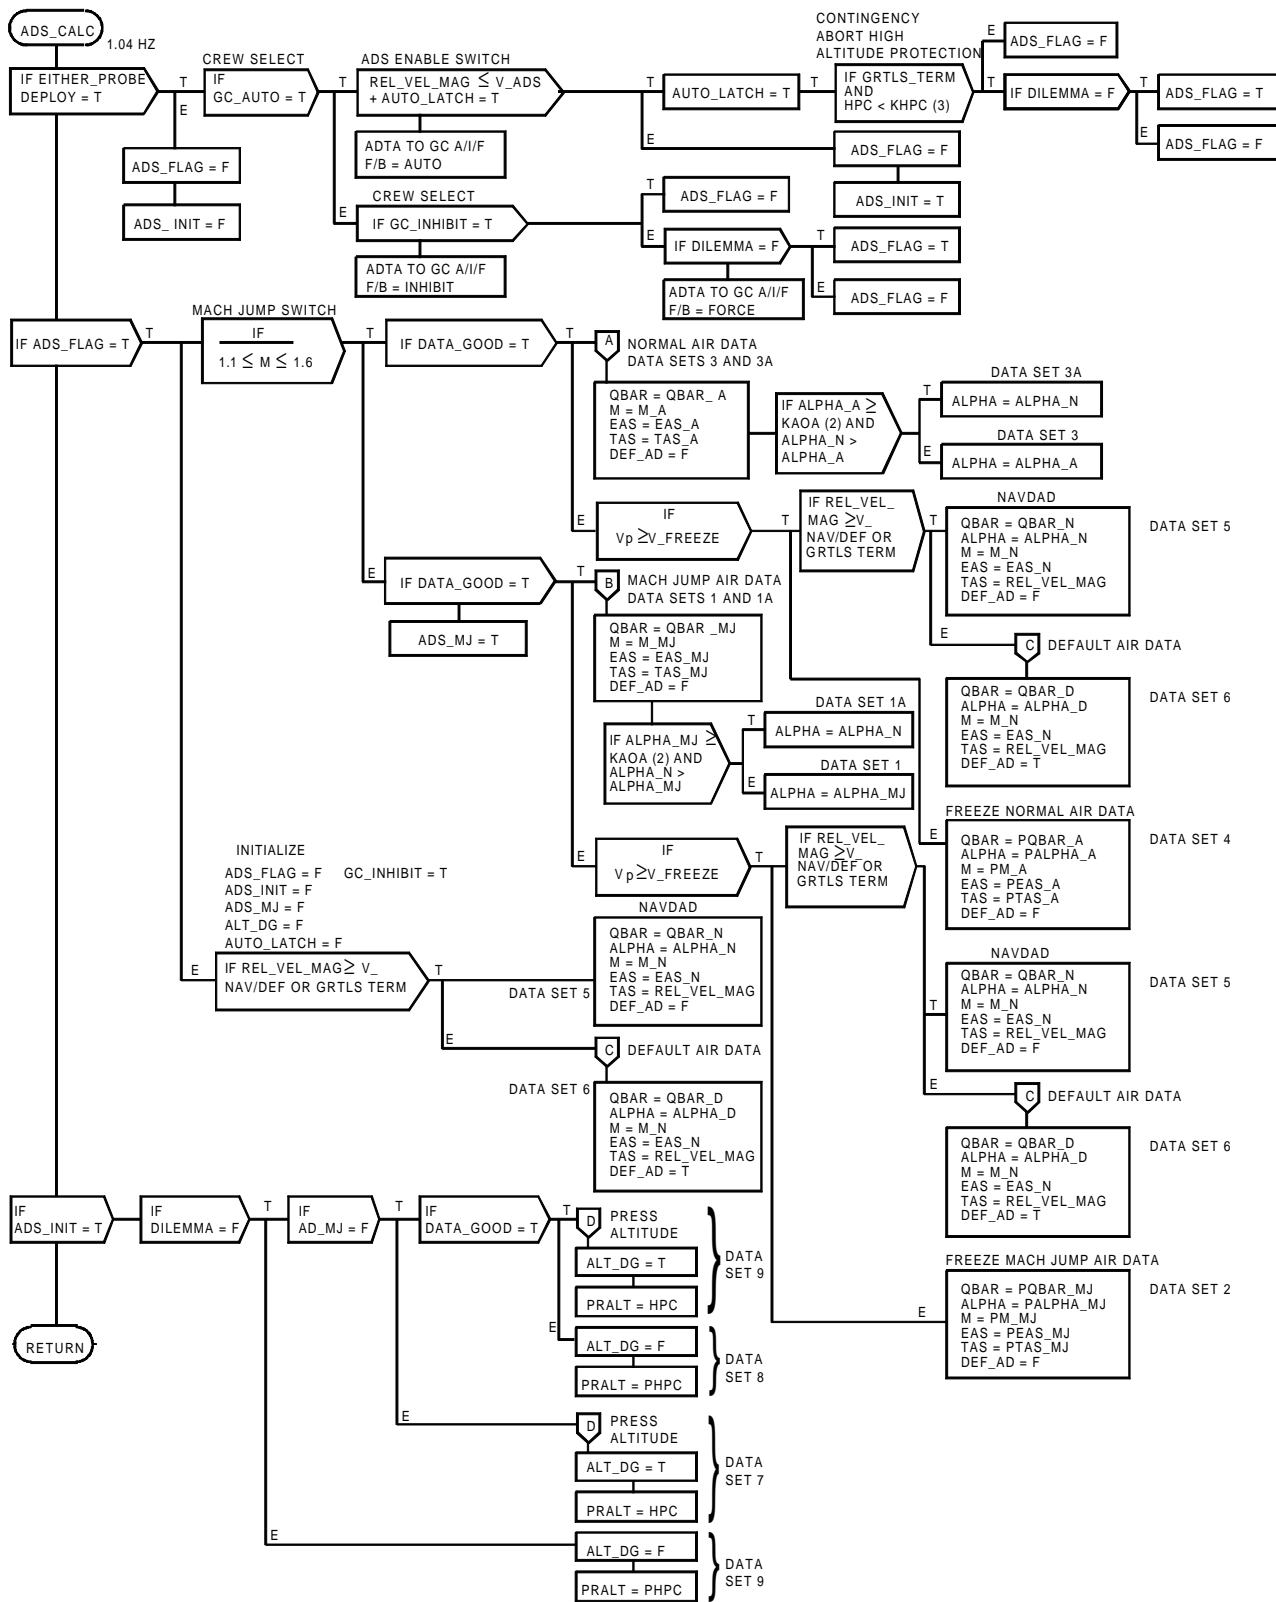 ADS_CALC
1.04 HZ
IF EITHER_PROBE
DEPLOY = T
T
E
ADS_FLAG = F
ADS_ INIT = F
CREW SELECT
IF
GC_AUTO = T
T
E
ADS ENABLE SWITCH
REL_VEL_MAG ≤ V_ADS
+ AUTO_LATCH = T
ADTA TO GC A/I/F
F/B = AUTO
T
E
AUTO_LATCH = T
T
CONTINGENCY
ABORT HIGH
ALTITUDE PROTECTION
IF GRTLS_TERM
AND
HPC < KHPC (3)
E
ADS_FLAG = F
T
IF DILEMMA = F
T
ADS_FLAG = T
E
ADS_FLAG = F
ADS_FLAG = F
ADS_INIT = T
CREW SELECT
IF GC_INHIBIT = T
ADTA TO GC A/I/F
F/B = INHIBIT
T
ADS_FLAG = F
E
IF DILEMMA = F
ADTA TO GC A/I/F
F/B = FORCE
T
ADS_FLAG = T
E
ADS_FLAG = F
IF ADS_FLAG = T
T
MACH JUMP SWITCH
IF
1.1 ≤ M ≤ 1.6
T
IF DATA_GOOD = T
T
A
NORMAL AIR DATA
DATA SETS 3 AND 3A
QBAR = QBAR_ A
M = M_A
EAS = EAS_A
TAS = TAS_A
DEF_AD = F
IF ALPHA_A ≥
KAOA (2) AND
ALPHA_N >
ALPHA_A
DATA SET 3A
T
ALPHA = ALPHA_N
DATA SET 3
E
ALPHA = ALPHA_A
E
IF
Vp ≥V_FREEZE
T
IF REL_VEL_
MAG ≥V_
NAV/DEF OR
GRTLS TERM
T
NAVDAD
QBAR = QBAR_N
ALPHA = ALPHA_N
M = M_N
EAS = EAS_N
TAS = REL_VEL_MAG
DEF_AD = F
DATA SET 5
E
C
DEFAULT AIR DATA
QBAR = QBAR_D
ALPHA = ALPHA_D
M = M_N
EAS = EAS_N
TAS = REL_VEL_MAG
DEF_AD = T
DATA SET 6
E
FREEZE NORMAL AIR DATA
QBAR = PQBAR_A
ALPHA = PALPHA_A
M = PM_A
EAS = PEAS_A
TAS = PTAS_A
DEF_AD = F
DATA SET 4
E
IF DATA_GOOD = T
ADS_MJ = T
T
B
MACH JUMP AIR DATA
DATA SETS 1 AND 1A
QBAR = QBAR _MJ
M = M_MJ
EAS = EAS_MJ
TAS = TAS_MJ
DEF_AD = F
IF ALPHA_MJ ≥
KAOA (2) AND
ALPHA_N >
ALPHA_MJ
DATA SET 1A
T
ALPHA = ALPHA_N
DATA SET 1
E
ALPHA = ALPHA_MJ
E
IF
Vp≥V_FREEZE
T
IF REL_VEL_
MAG ≥V_
NAV/DEF OR
GRTLS TERM
NAVDAD
T
QBAR = QBAR_N
ALPHA = ALPHA_N
M = M_N
EAS = EAS_N
TAS = REL_VEL_MAG
DEF_AD = F
DATA SET 5
E
C
DEFAULT AIR DATA
QBAR = QBAR_D
ALPHA = ALPHA_D
M = M_N
EAS = EAS_N
TAS = REL_VEL_MAG
DEF_AD = T
DATA SET 6
FREEZE MACH JUMP AIR DATA
E
QBAR = PQBAR_MJ
ALPHA = PALPHA_MJ
M = PM_MJ
EAS = PEAS_MJ
TAS = PTAS_MJ
DEF_AD = F
DATA SET 2
INITIALIZE
ADS_FLAG = F GC_INHIBIT = T
ADS_INIT = F
ADS_MJ = F
ALT_DG = F
AUTO_LATCH = F
E
IF REL_VEL_MAG≥ V_
NAV/DEF OR GRTLS TERM
T
DATA SET 5
NAVDAD
QBAR = QBAR_N
ALPHA = ALPHA_N
M = M_N
EAS = EAS_N
TAS = REL_VEL_MAG
DEF_AD = F
E
C
DEFAULT AIR DATA
DATA SET 6
QBAR = QBAR_D
ALPHA = ALPHA_D
M = M_N
EAS = EAS_N
TAS = REL_VEL_MAG
DEF_AD = T
IF
ADS_INIT = T
IF
DILEMMA = F
T
IF
AD_MJ = F
T
IF
DATA_GOOD = T
T
D
PRESS
ALTITUDE
ALT_DG = T
PRALT = HPC
DATA
SET 9
E
ALT_DG = F
PRALT = PHPC
DATA
SET 8
E
D
PRESS
ALTITUDE
ALT_DG = T
PRALT = HPC
DATA
SET 7
E
ALT_DG = F
PRALT = PHPC
DATA
SET 9
RETURN